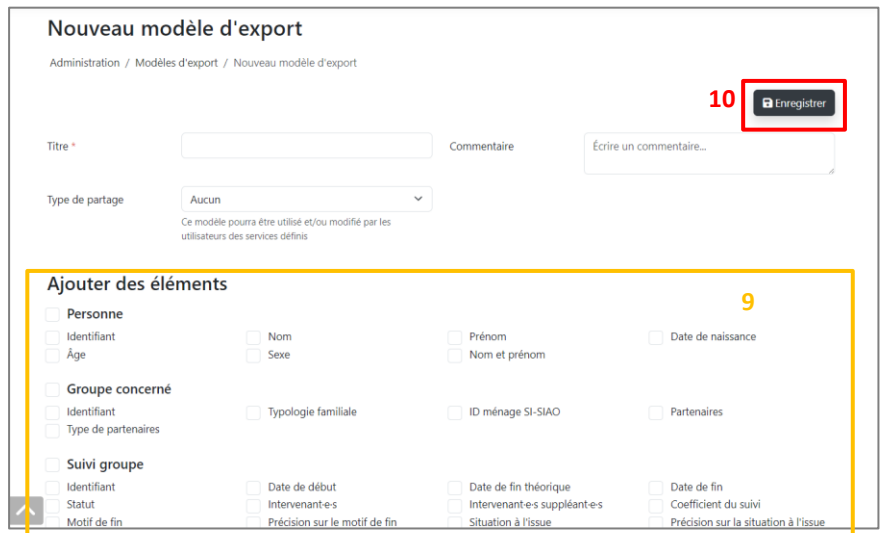 Nouveau modèle d'export
Administration / Modèles d'export / Nouveau modèle d'export
10 Enregistrer
Titre * Commentaire Écrire un commentaire...
Type de partage Aucun
Ce modèle pourra être utilisé et/ou modifié par les
utilisateurs des services définis
Ajouter des éléments
9
Personne
Identifiant Nom Prénom Date de naissance
Âge Sexe Nom et prénom
Groupe concerné
Identifiant Typologie familiale ID ménage SI-SIAO Partenaires
Type de partenaires
Suivi groupe
Identifiant Date de début Date de fin théorique Date de fin
Statut Intervenant·e·s Intervenant·e·s suppléant·e·s Coefficient du suivi
Motif de fin Précision sur le motif de fin Situation à l'issue Précision sur la situation à l'issue